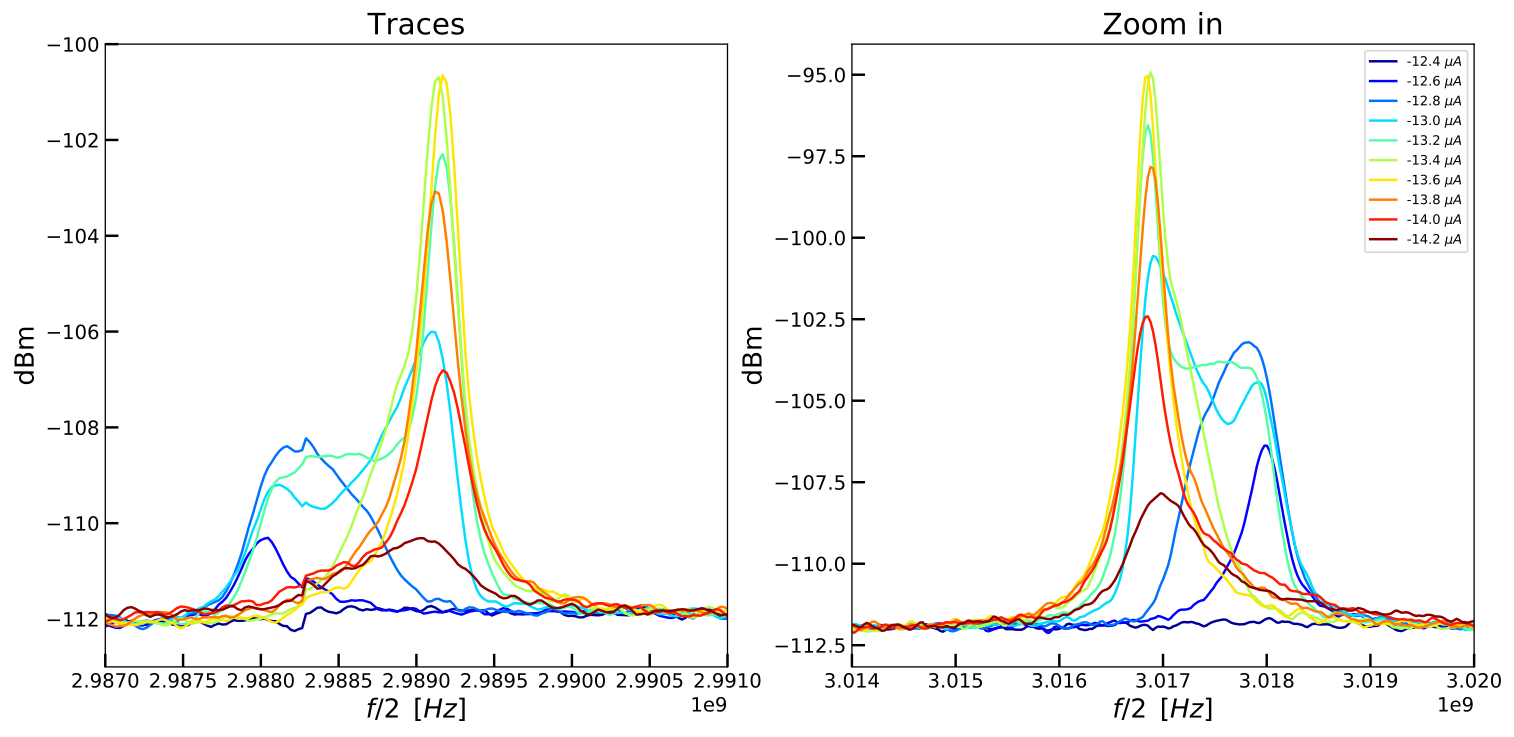 Traces
−100
−102
−104
−106
−108
−110
−112
dBm
2.9870 2.9875 2.9880 2.9885 2.9890 2.9895 2.9900 2.9905 2.9910
f/2 [Hz]
1e9
Zoom in
−95.0
−97.5
−100.0
−102.5
−105.0
−107.5
−110.0
−112.5
dBm
3.014 3.015 3.016 3.017 3.018 3.019 3.020
f/2 [Hz]
1e9
-12.4 μA
-12.6 μA
-12.8 μA
-13.0 μA
-13.2 μA
-13.4 μA
-13.6 μA
-13.8 μA
-14.0 μA
-14.2 μA